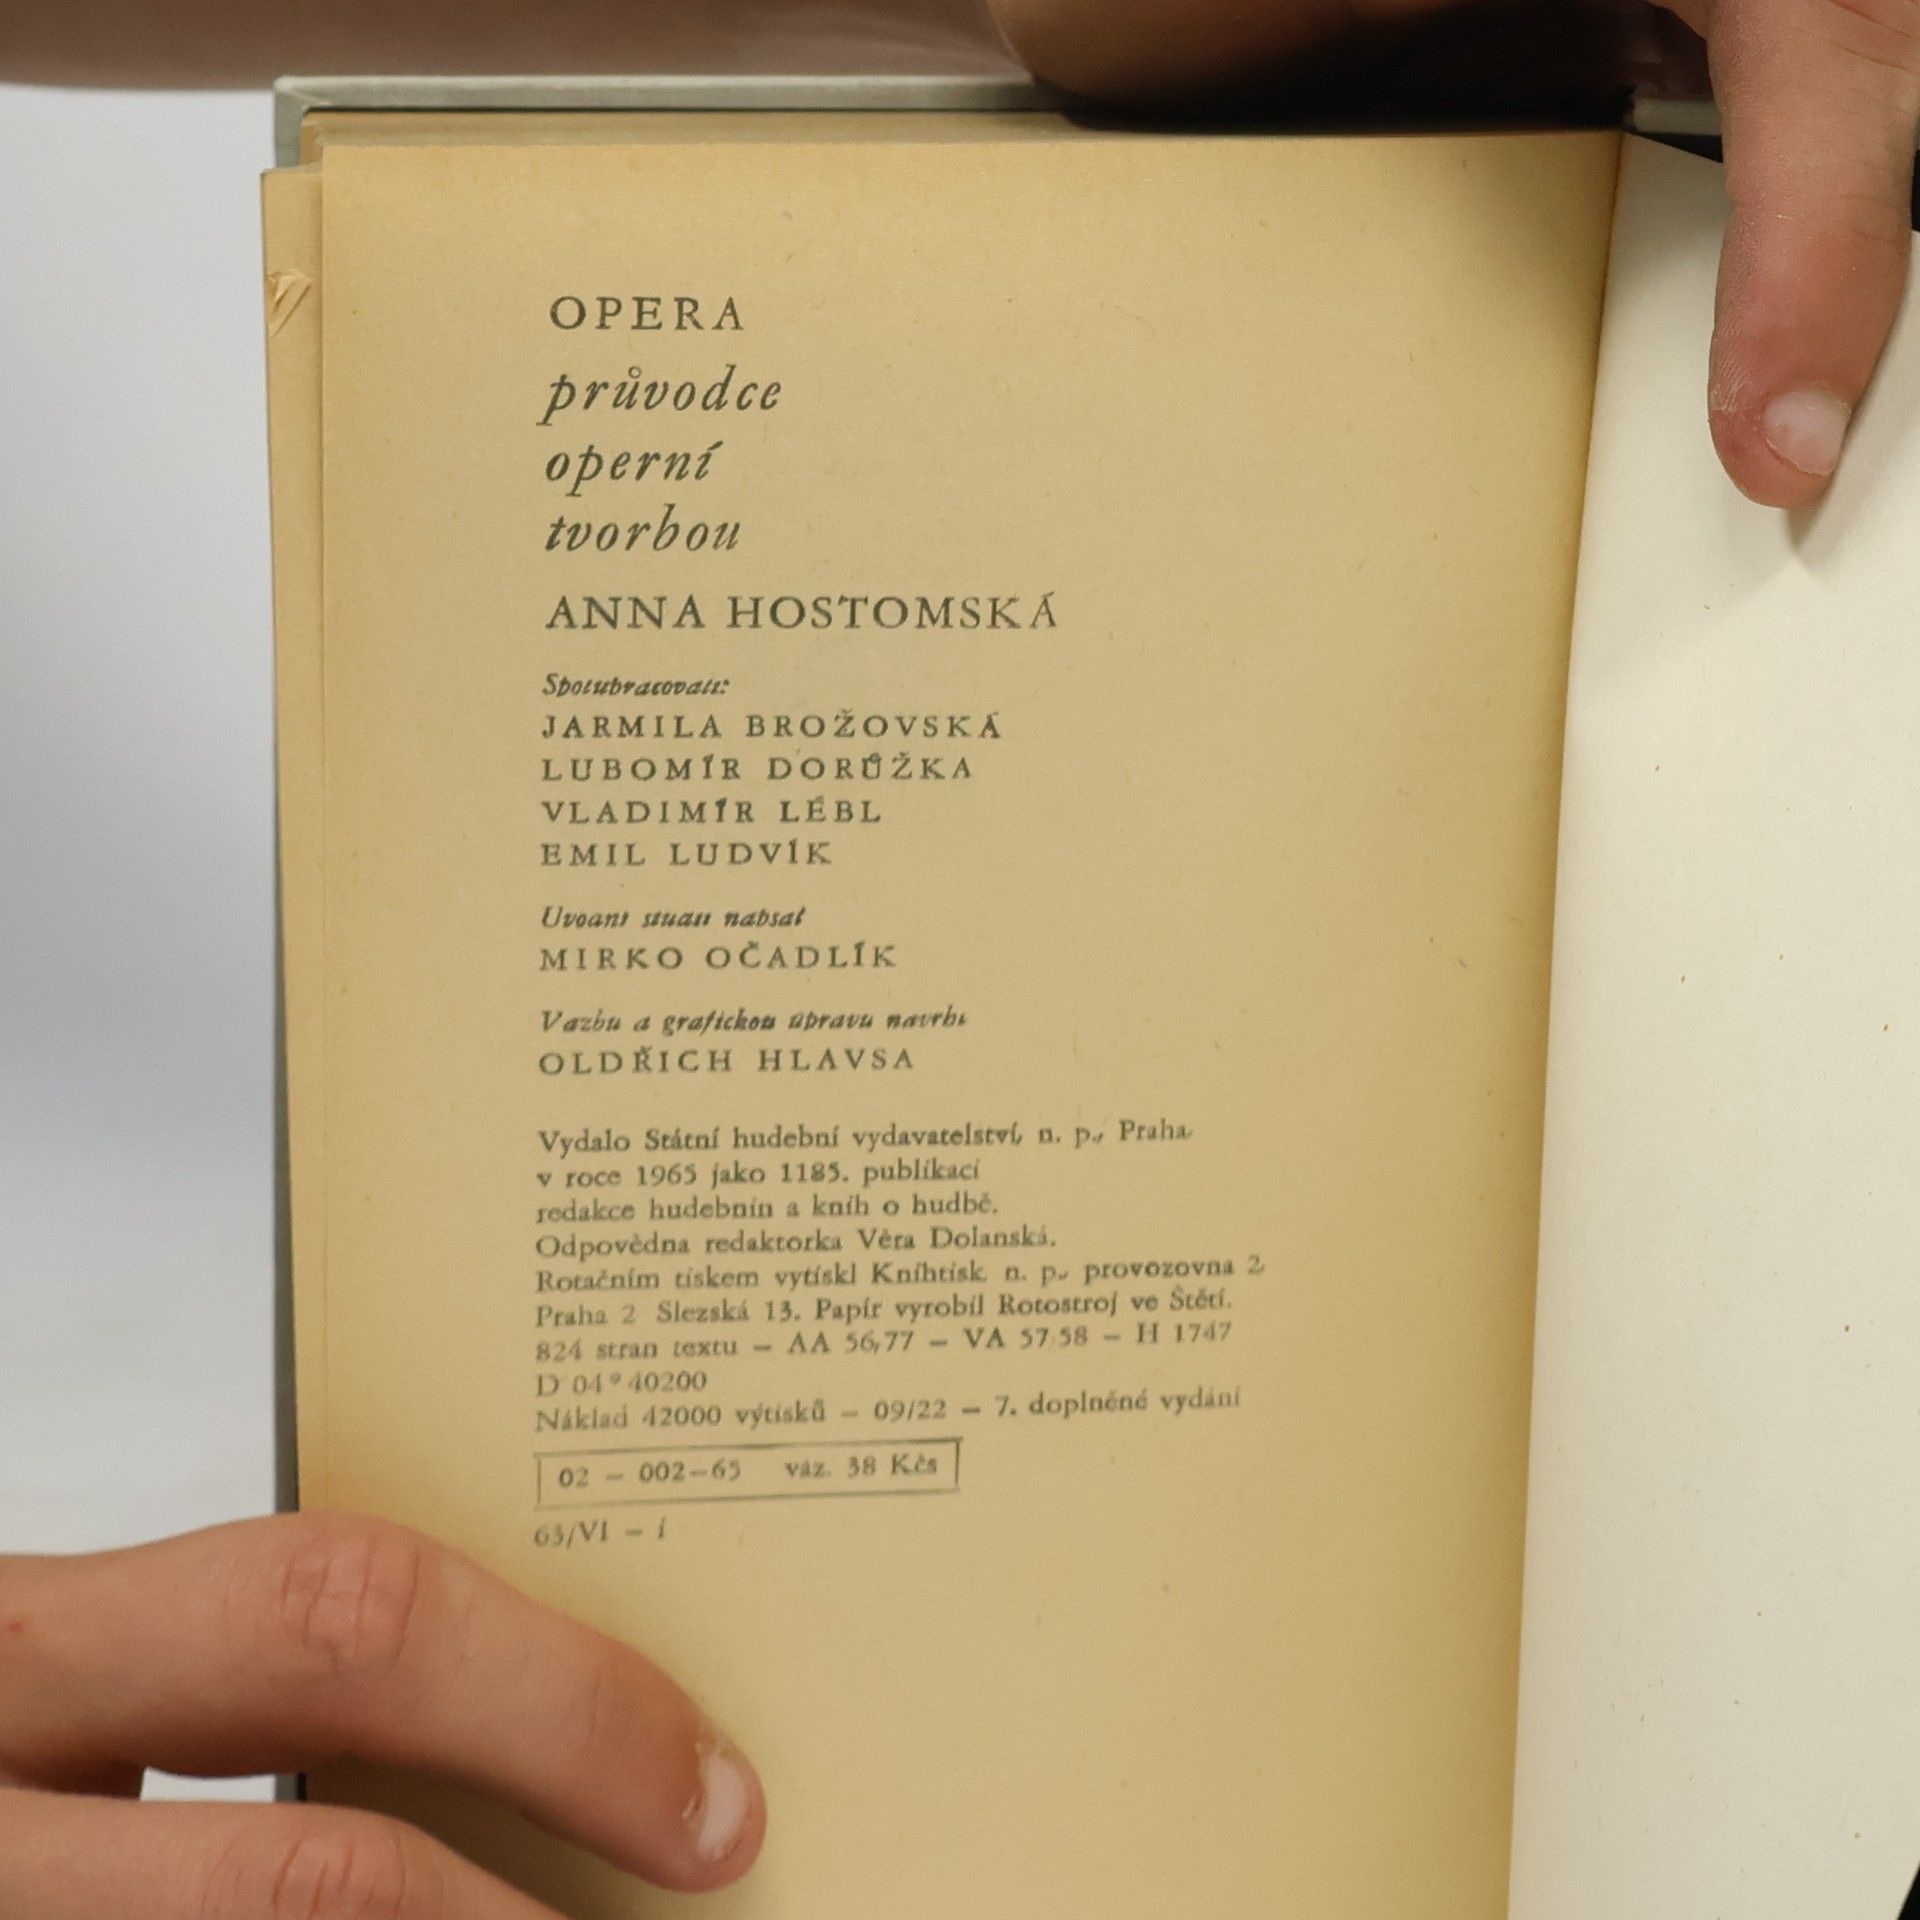 OPERA
průvodce
operní
tvorbou
ANNA HOSTOMSKÁ
Spolupracovali:
JARMILA BROŽOVSKÁ
LUBOMÍR DORŮŽKA
VLADIMÍR LÉBL
EMIL LUDVÍK
Úvodní studii napsal
MIRKO OČADLÍK
Vazbu a grafickou úpravu navrhl
OLDŘICH HLAVSA
Vydalo Státní hudební vydavatelství, n. p., Praha
v roce 1965 jako 1185. publikaci
redakce hudebnin a knih o hudbě.
Odpovědná redaktorka Věra Dolanská.
Rotačním tiskem vytiskl Knihtisk, n. p., provozovna 2,
Praha 2 Slezská 13. Papír vyrobil Rotostroj ve Štětí.
824 stran textu – AA 56,77 – VA 57,58 – H 1747
D 04*40200
Náklad 42000 výtisků – 09/22 – 7. doplněné vydání
02 – 002–65 váz. 38 Kčs
63/VI – 1